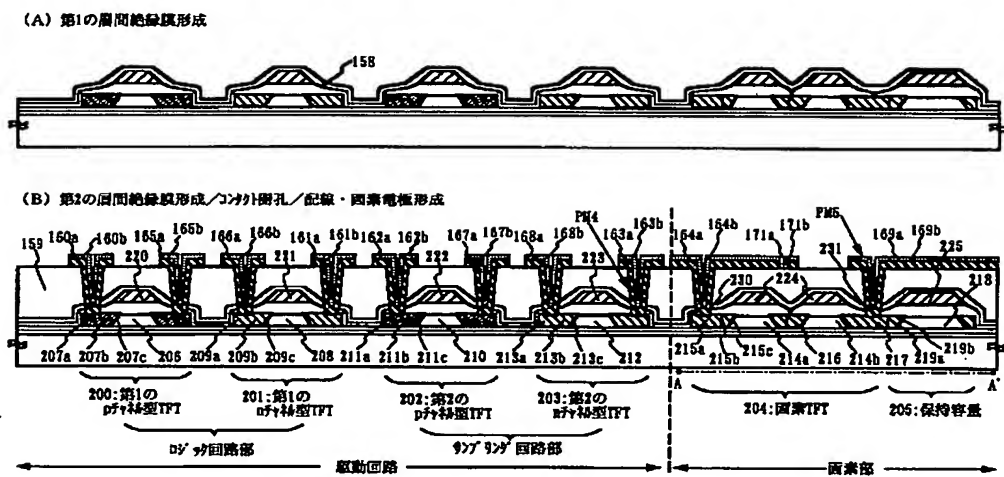 (A) 第1の層間絶縁膜形成
158
(B) 第2の層間絶縁膜形成/コンタクト開孔/配線・画素電極形成
159
160a 160b 165a 165b 166a 166b 161a 161b 162a 162b 167a 167b 168a 168b PM4 163a 163b 164a 164b 171a 171b PM5 169a 169b 225
220 221 222 223 230 224 231 218
207a 207b 207c 206 209a 209b 209c 208 211a 211b 211c 210 213a 213b 213c 212 215a 215b 215c 214a 216 214b 217 219a 219b
A A'
200:第1のpチャネル型TFT
201:第1のnチャネル型TFT
202:第2のpチャネル型TFT
203:第2のnチャネル型TFT
204:画素TFT
205:保持容量
ロジック回路部
サンプリング回路部
駆動回路
画素部